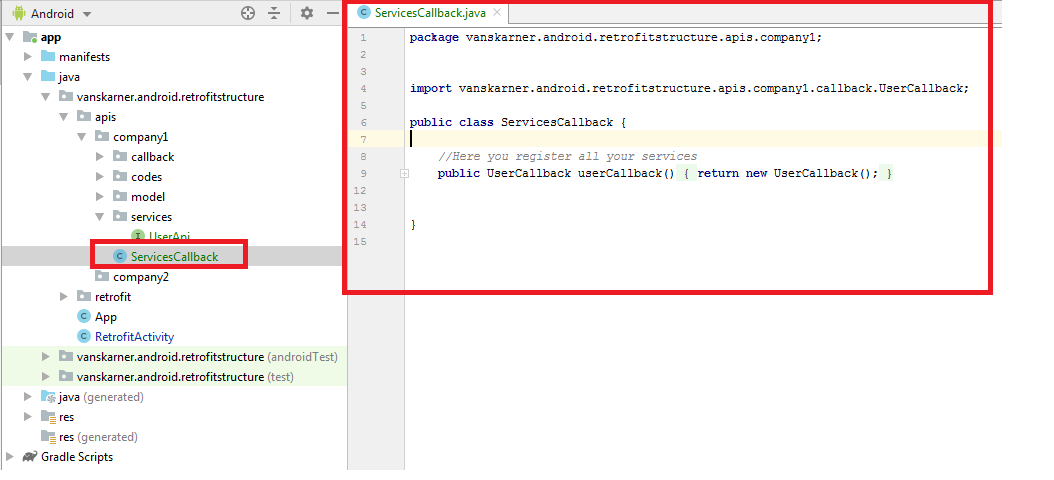 Android
app
manifests
java
vanskarner.android.retrofitstructure
apis
company1
callback
codes
model
services
UserApi
ServicesCallback
company2
retrofit
App
RetrofitActivity
vanskarner.android.retrofitstructure (androidTest)
vanskarner.android.retrofitstructure (test)
java (generated)
res
res (generated)
Gradle Scripts
ServicesCallback.java
1 package vanskarner.android.retrofitstructure.apis.company1;
2
3
4 import vanskarner.android.retrofitstructure.apis.company1.callback.UserCallback;
5
6 public class ServicesCallback {
7
8 //Here you register all your services
9 public UserCallback userCallback() { return new UserCallback(); }
12
13
14 }
15